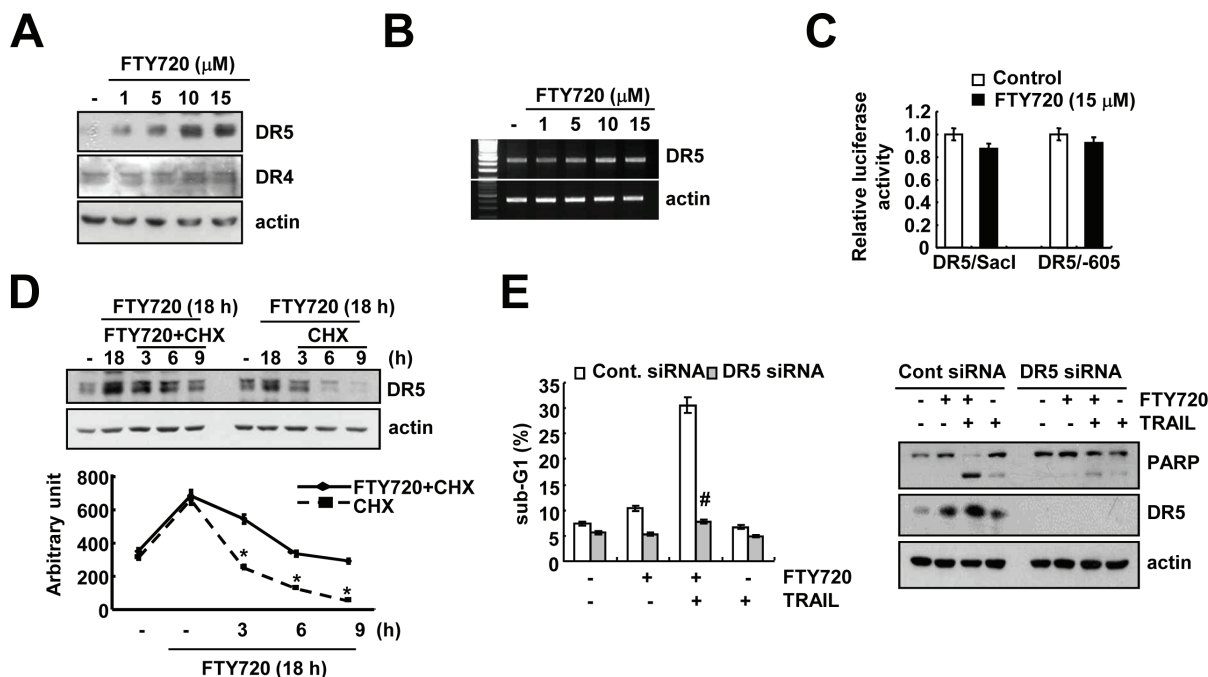 A
FTY720 (μM)
- 1 5 10 15
DR5
DR4
actin
B
FTY720 (μM)
- 1 5 10 15
DR5
actin
C
Control
FTY720 (15 μM)
Relative luciferase activity
1.2
1.0
0.8
0.6
0.4
0.2
0
DR5/SacI DR5/-605
D
FTY720 (18 h) FTY720 (18 h)
FTY720+CHX CHX
- 18 3 6 9 - 18 3 6 9 (h)
DR5
actin
Arbitrary unit
800
600
400
200
0
FTY720+CHX
CHX
* * *
- - 3 6 9 (h)
FTY720 (18 h)
E
Cont. siRNA DR5 siRNA
sub-G1 (%)
35
30
25
20
15
10
5
0
#
- + + - FTY720
- - + + TRAIL
Cont siRNA DR5 siRNA
- + + - - + + - FTY720
- - + + - - + + TRAIL
PARP
DR5
actin